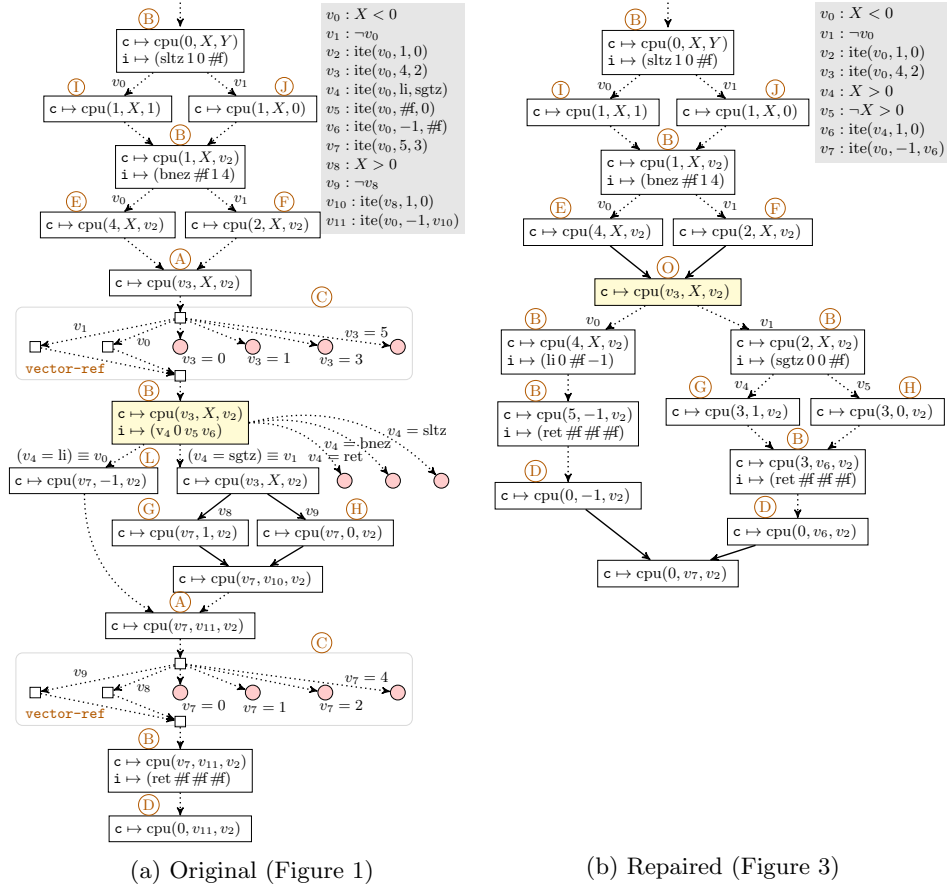 B
c ↦ cpu(0, X, Y)
i ↦ (sltz 1 0 #f)
v₀
v₁
I
J
c ↦ cpu(1, X, 1)
c ↦ cpu(1, X, 0)
B
c ↦ cpu(1, X, v₂)
i ↦ (bnez #f 1 4)
v₀
v₁
E
F
c ↦ cpu(4, X, v₂)
c ↦ cpu(2, X, v₂)
A
c ↦ cpu(v₃, X, v₂)
C
v₁
v₀
v₃ = 0
v₃ = 1
v₃ = 3
v₃ = 5
vector-ref
B
c ↦ cpu(v₃, X, v₂)
i ↦ (v₄ 0 v₅ v₆)
v₄ = sltz
v₄ = bnez
v₄ = ret
(v₄ = li) ≡ v₀
L
(v₄ = sgtz) ≡ v₁
c ↦ cpu(v₇, −1, v₂)
c ↦ cpu(v₃, X, v₂)
G
v₈
v₉
H
c ↦ cpu(v₇, 1, v₂)
c ↦ cpu(v₇, 0, v₂)
c ↦ cpu(v₇, v₁₀, v₂)
A
c ↦ cpu(v₇, v₁₁, v₂)
C
v₉
v₈
v₇ = 0
v₇ = 1
v₇ = 2
v₇ = 4
vector-ref
B
c ↦ cpu(v₇, v₁₁, v₂)
i ↦ (ret #f #f #f)
D
c ↦ cpu(0, v₁₁, v₂)
v₀ : X < 0
v₁ : ¬v₀
v₂ : ite(v₀, 1, 0)
v₃ : ite(v₀, 4, 2)
v₄ : ite(v₀, li, sgtz)
v₅ : ite(v₀, #f, 0)
v₆ : ite(v₀, −1, #f)
v₇ : ite(v₀, 5, 3)
v₈ : X > 0
v₉ : ¬v₈
v₁₀ : ite(v₈, 1, 0)
v₁₁ : ite(v₀, −1, v₁₀)
(a) Original (Figure 1)
B
c ↦ cpu(0, X, Y)
i ↦ (sltz 1 0 #f)
v₀
v₁
I
J
c ↦ cpu(1, X, 1)
c ↦ cpu(1, X, 0)
B
c ↦ cpu(1, X, v₂)
i ↦ (bnez #f 1 4)
v₀
v₁
E
F
c ↦ cpu(4, X, v₂)
c ↦ cpu(2, X, v₂)
O
c ↦ cpu(v₃, X, v₂)
v₀
v₁
B
B
c ↦ cpu(4, X, v₂)
i ↦ (li 0 #f −1)
c ↦ cpu(2, X, v₂)
i ↦ (sgtz 0 0 #f)
G
v₄
v₅
H
B
c ↦ cpu(5, −1, v₂)
i ↦ (ret #f #f #f)
c ↦ cpu(3, 1, v₂)
c ↦ cpu(3, 0, v₂)
B
c ↦ cpu(3, v₆, v₂)
i ↦ (ret #f #f #f)
D
c ↦ cpu(0, −1, v₂)
D
c ↦ cpu(0, v₆, v₂)
c ↦ cpu(0, v₇, v₂)
v₀ : X < 0
v₁ : ¬v₀
v₂ : ite(v₀, 1, 0)
v₃ : ite(v₀, 4, 2)
v₄ : X > 0
v₅ : ¬X > 0
v₆ : ite(v₄, 1, 0)
v₇ : ite(v₀, −1, v₆)
(b) Repaired (Figure 3)